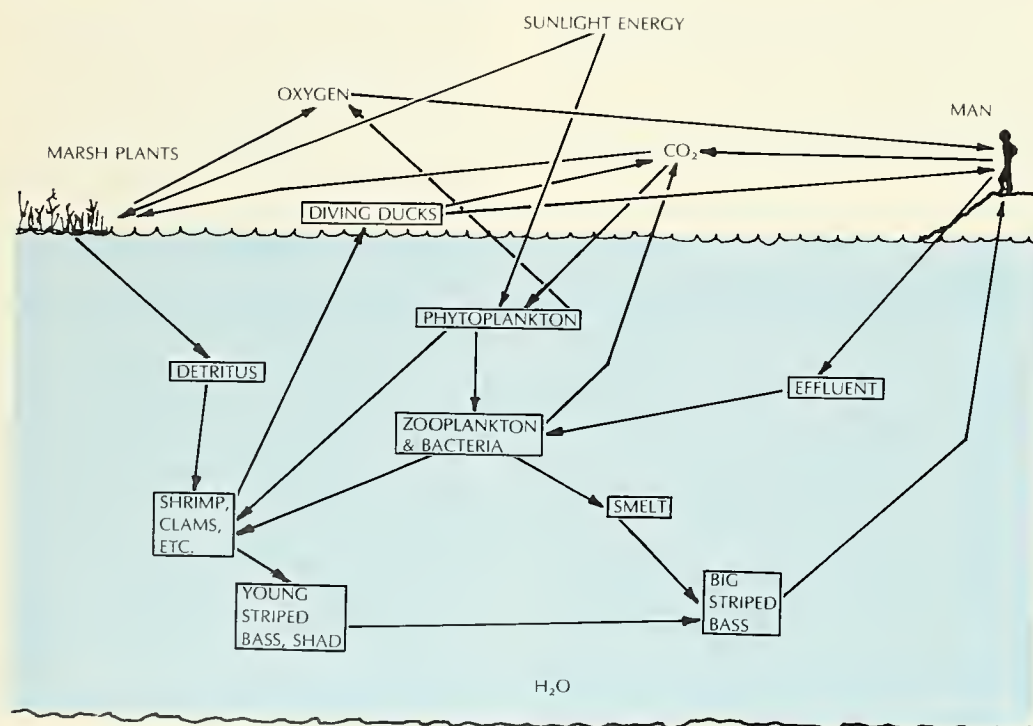 SUNLIGHT ENERGY
OXYGEN
MAN
MARSH PLANTS
CO₂
DIVING DUCKS
PHYTOPLANKTON
DETRITUS
EFFLUENT
ZOOPLANKTON
& BACTERIA
SHRIMP,
CLAMS,
ETC.
SMELT
YOUNG
STRIPED
BASS, SHAD
BIG
STRIPED
BASS
H₂O